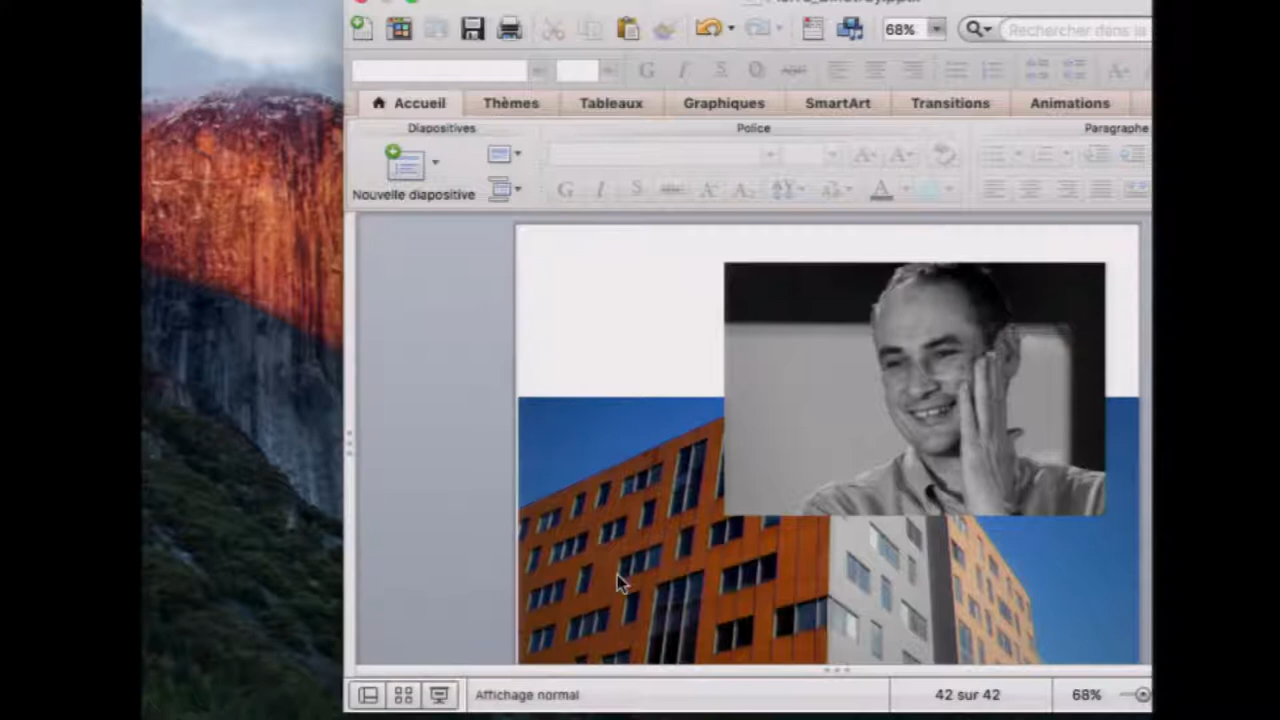 68%
Rechercher dans la
G
Accueil
Thèmes
Tableaux
Graphiques
SmartArt
Transitions
Animations
Diapositives
Police
Paragraphe
Nouvelle diapositive
G I S
Affichage normal
42 sur 42
68%